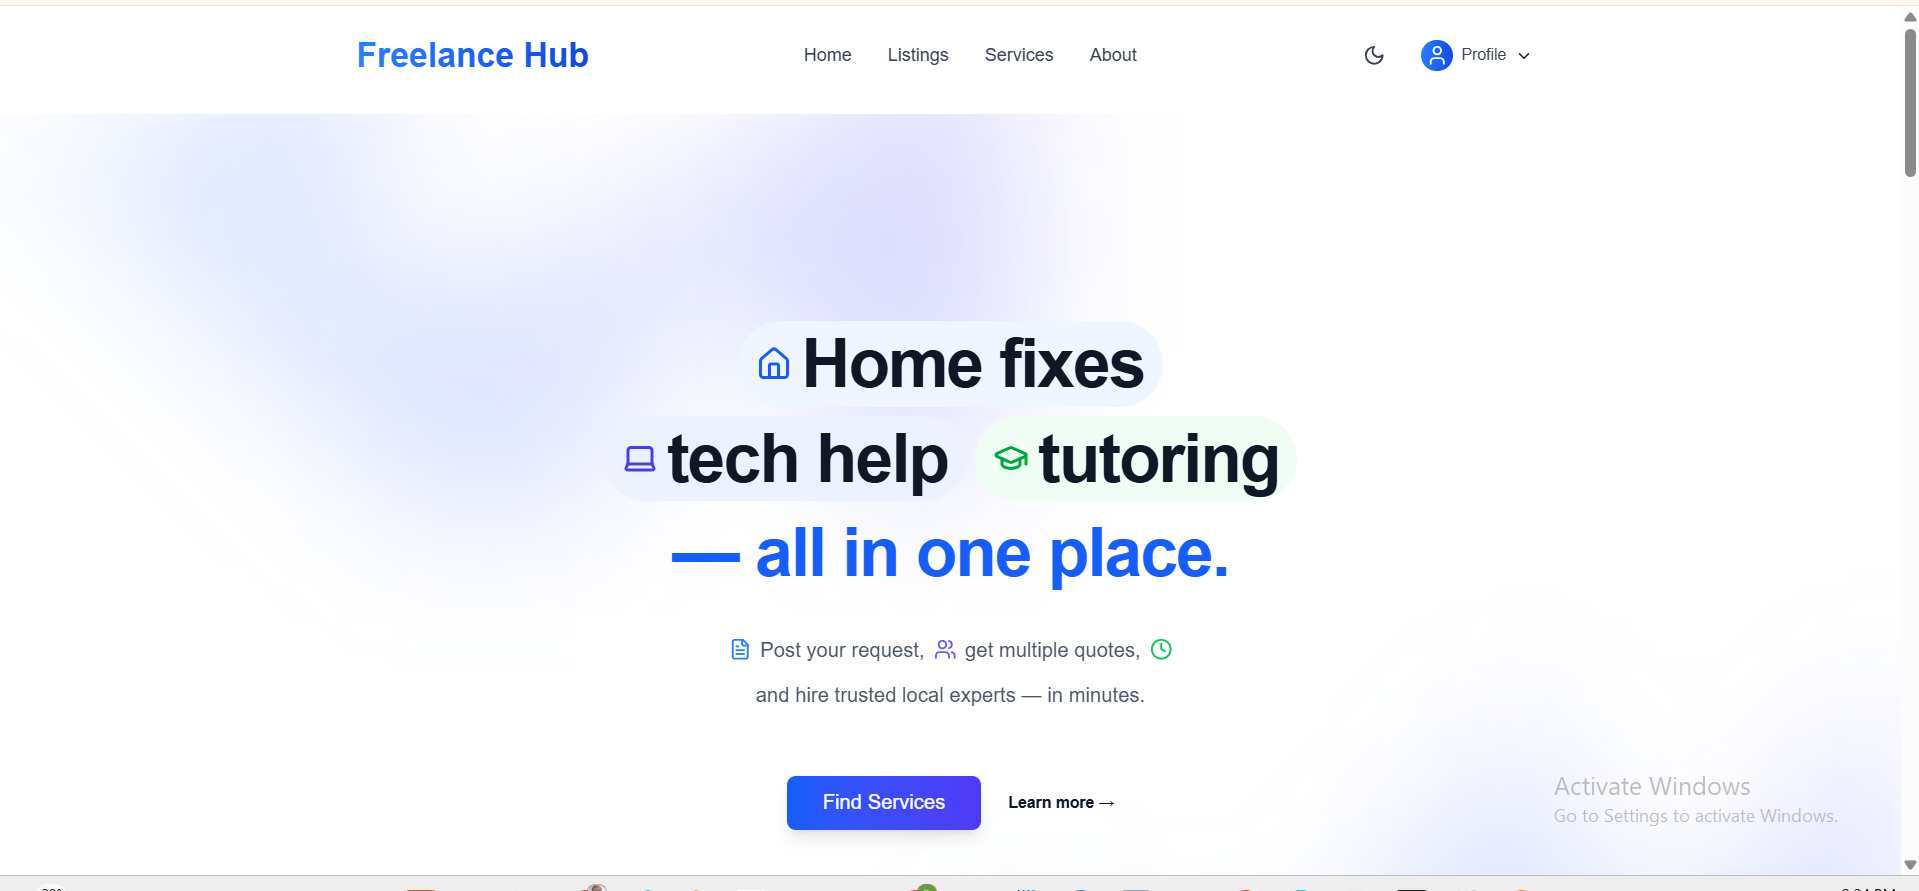 Freelance Hub
Home Listings Services About
Profile
Home fixes
tech help tutoring
— all in one place.
Post your request, get multiple quotes,
and hire trusted local experts — in minutes.
Find Services Learn more →
Activate Windows
Go to Settings to activate Windows.